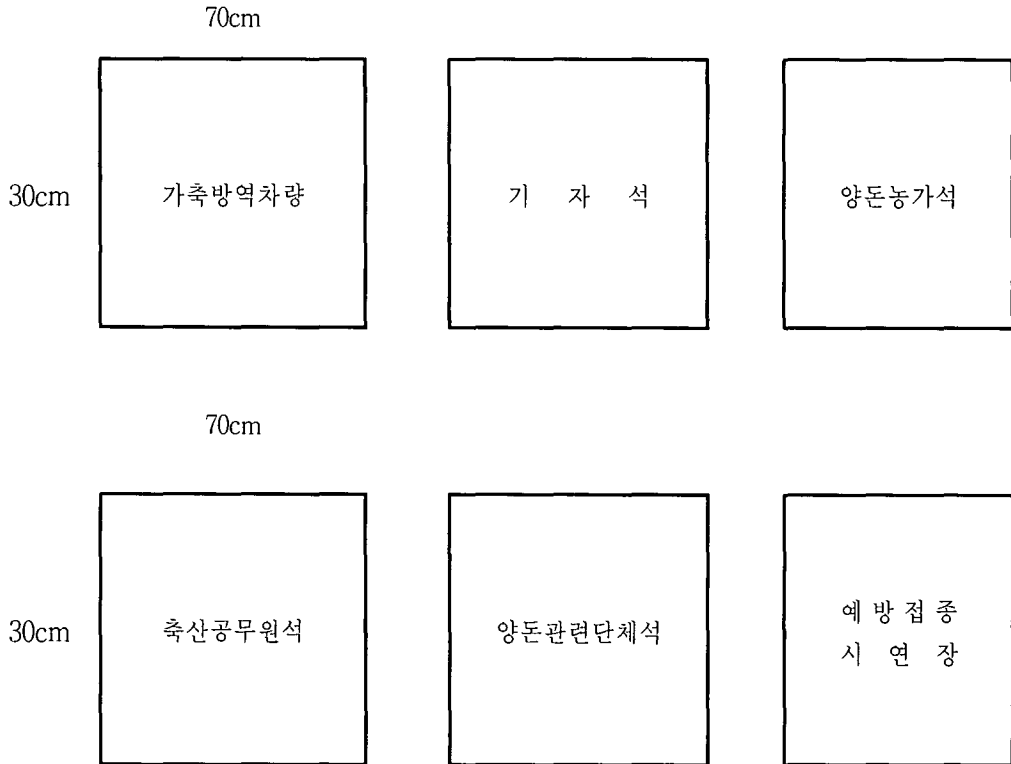 70cm
30cm
가축방역차량
기 자 석
양돈농가석
70cm
30cm
축산공무원석
양돈관련단체석
예방접종
시 연 장